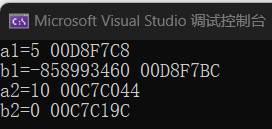 Microsoft Visual Studio 调试控制台
a1=5 00D8F7C8
b1=-858993460 00D8F7BC
a2=10 00C7C044
b2=0 00C7C19C